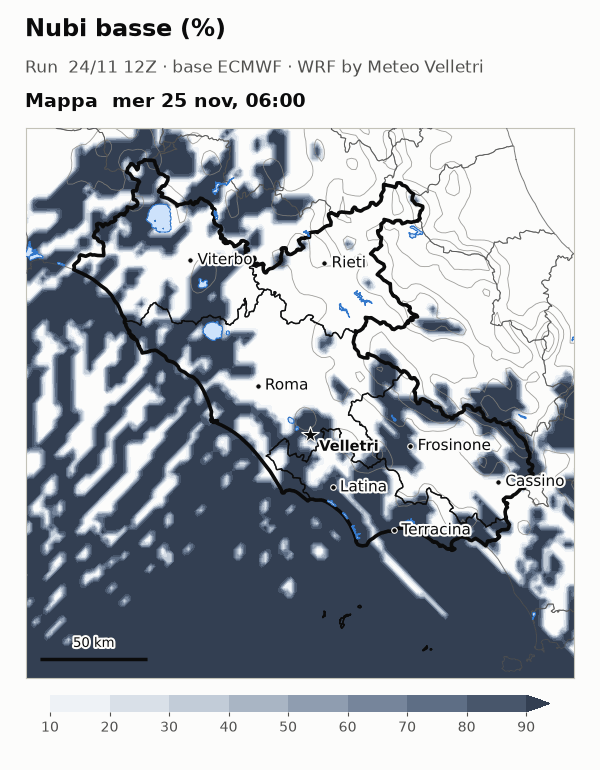 Nubi basse (%)
Run  24/11 12Z · base ECMWF · WRF by Meteo Velletri
Mappa  mer 25 nov, 06:00
Viterbo
Rieti
Roma
Velletri
Frosinone
Latina
Cassino
Terracina
50 km
10 20 30 40 50 60 70 80 90